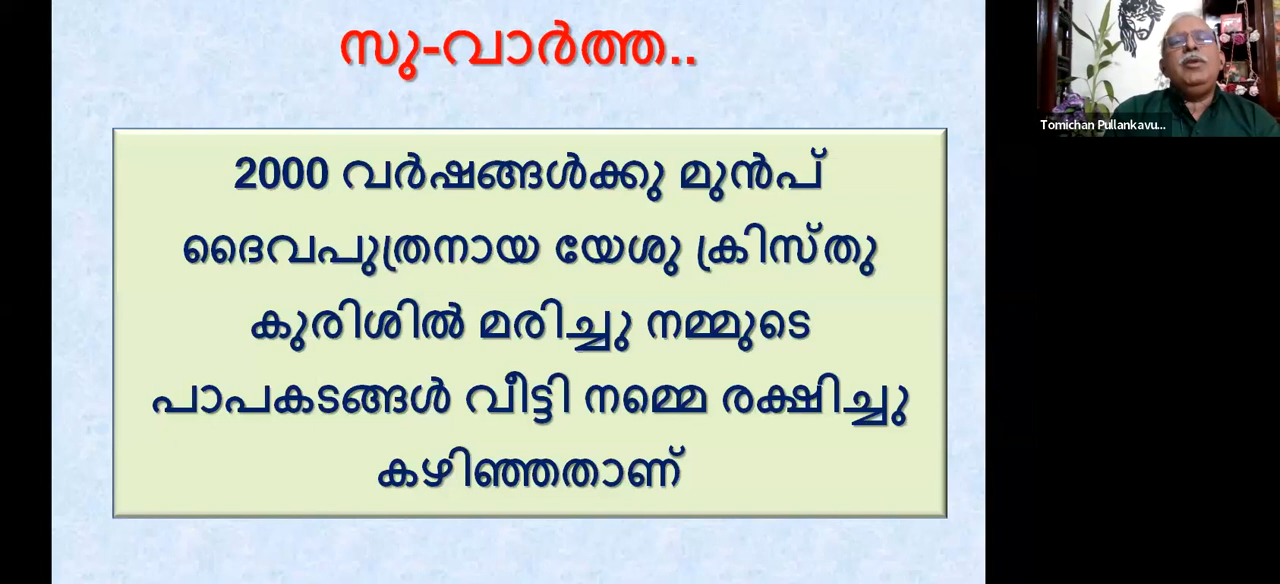 സു-വാർത്ത..
2000 വർഷങ്ങൾക്കു മുൻപ്
ദൈവപുത്രനായ യേശു ക്രിസ്തു
കുരിശിൽ മരിച്ചു നമ്മുടെ
പാപകടങ്ങൾ വീട്ടി നമ്മെ രക്ഷിച്ചു
കഴിഞ്ഞതാണ്
Tomichan Pullankavu...